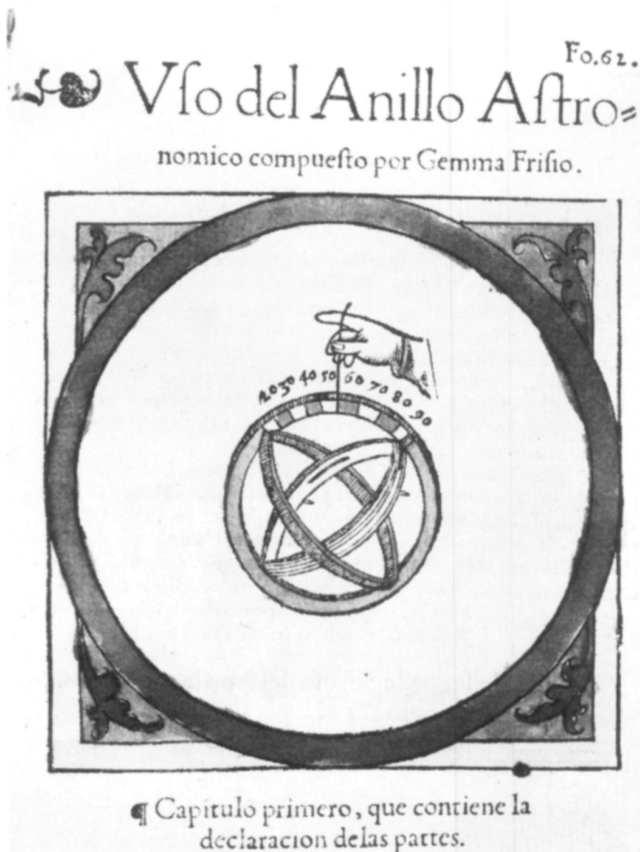 Fo.62.
Vſo del Anillo Aſtro=
nomico compueſto por Gemma Friſio.
20 30 40 50 60 70 80 90
¶ Capitulo primero, que contiene la
declaracion delas partes.